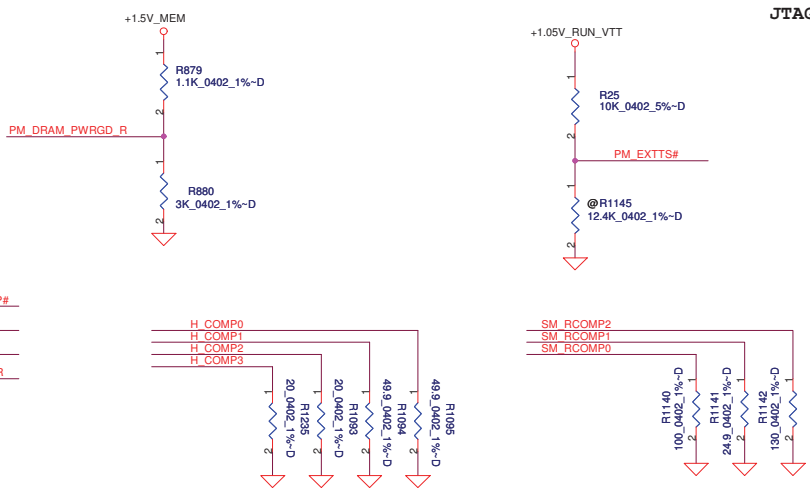 JTAG
+1.5V_MEM
+1.05V_RUN_VTT
1
R879
1.1K_0402_1%~D
2
PM_DRAM_PWRGD_R
1
R880
3K_0402_1%~D
2
1
R25
10K_0402_5%~D
2
PM_EXTTS#
1
@R1145
12.4K_0402_1%~D
2
P#
R
H_COMP0
H_COMP1
H_COMP2
H_COMP3
1
2
R1235
20_0402_1%~D
1
2
R1093
20_0402_1%~D
1
2
R1094
49.9_0402_1%~D
1
2
R1095
49.9_0402_1%~D
SM_RCOMP2
SM_RCOMP1
SM_RCOMP0
R1140
100_0402_1%~D
1
2
R1141
24.9_0402_1%~D
1
2
R1142
130_0402_1%~D
1
2